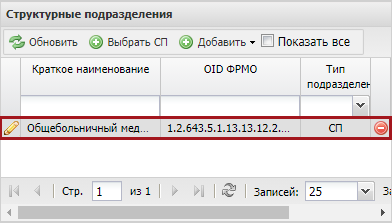 Структурные подразделения
Обновить Выбрать СП Добавить Показать все
Краткое наименование OID ФРМО Тип подразделен
Общебольничный мед... 1.2.643.5.1.13.13.12.2.... СП
Стр. 1 из 1 Записей: 25 За